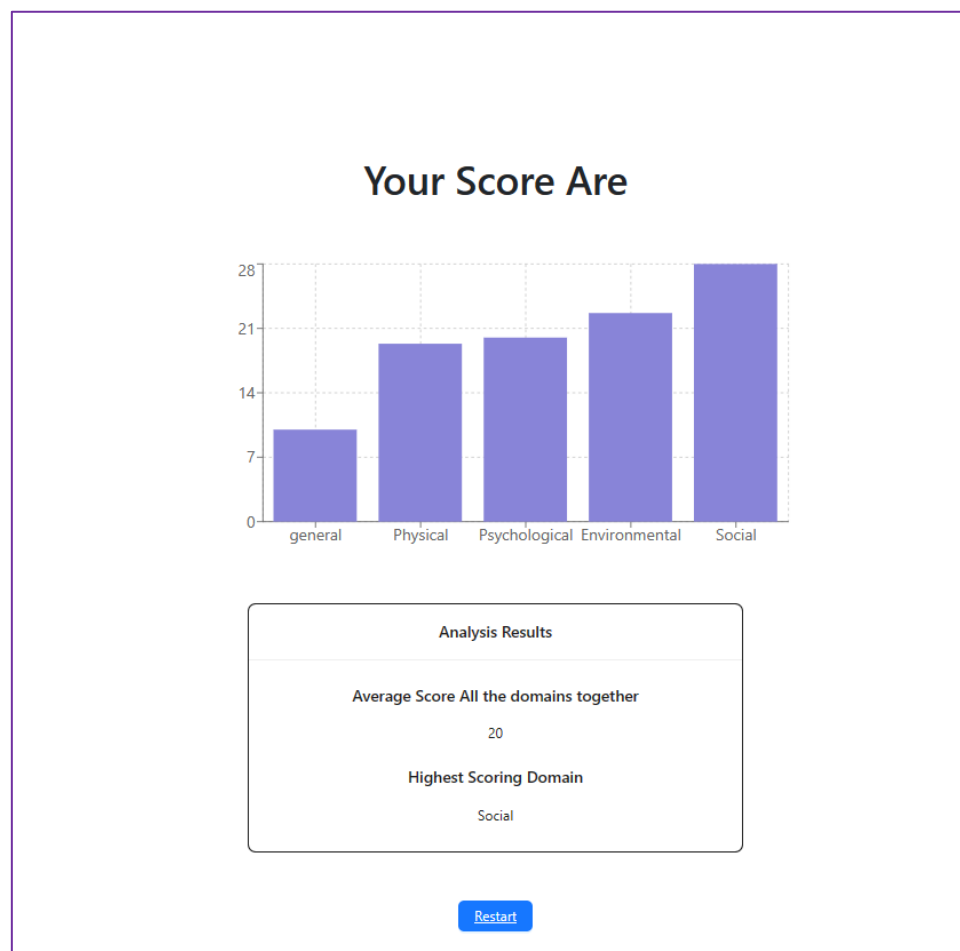 Your Score Are
28
21
14
7
0
general Physical Psychological Environmental Social
Analysis Results
Average Score All the domains together
20
Highest Scoring Domain
Social
Restart